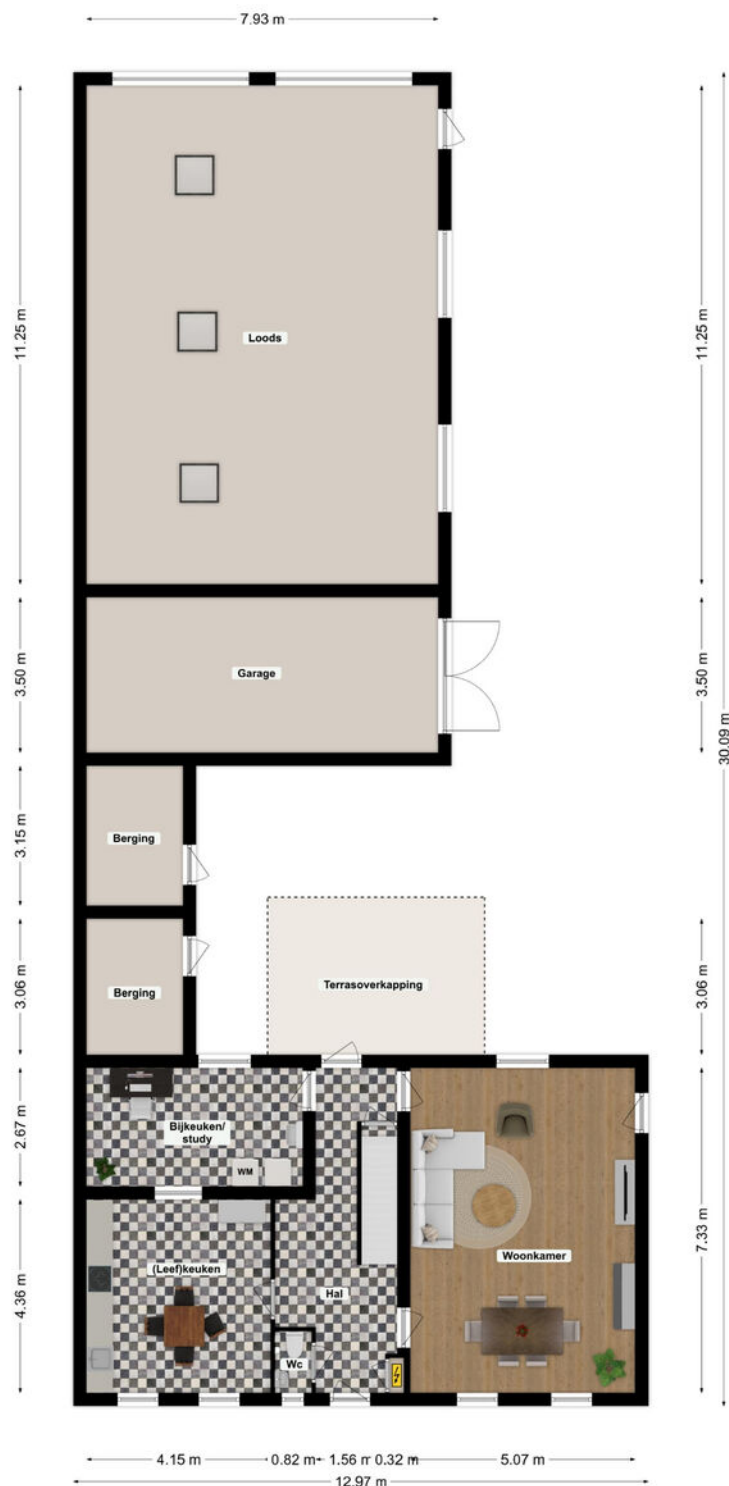 7.93 m
11.25 m
11.25 m
Loods
3.50 m
Garage
3.50 m
30.09 m
3.15 m
Berging
3.06 m
Berging
Terrasoverkapping
3.06 m
2.67 m
Bijkeuken/
study
WM
4.36 m
(Leef)keuken
Hal
Wc
Woonkamer
7.33 m
4.15 m
0.82 m
1.56 m
0.32 m
5.07 m
12.97 m